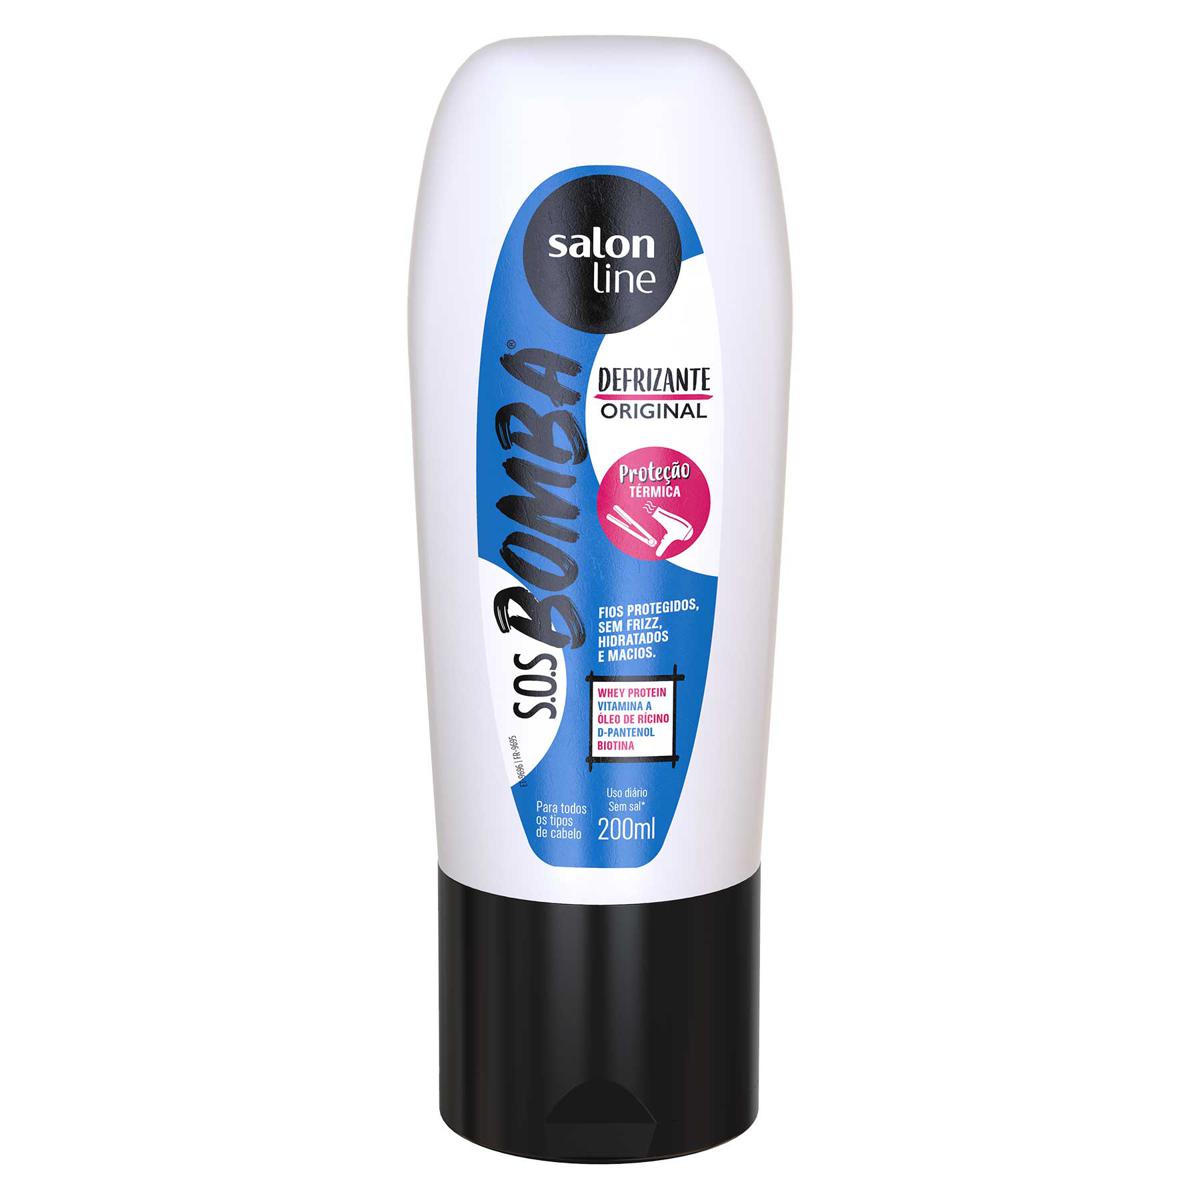 salon
line
S.O.S BOMBA®
DEFRIZANTE
ORIGINAL
Proteção
TÉRMICA
FIOS PROTEGIDOS,
SEM FRIZZ,
HIDRATADOS
E MACIOS.
WHEY PROTEIN
VITAMINA A
ÓLEO DE RÍCINO
D-PANTENOL
BIOTINA
Para todos
os tipos
de cabelo
Uso diário
Sem sal*
200ml